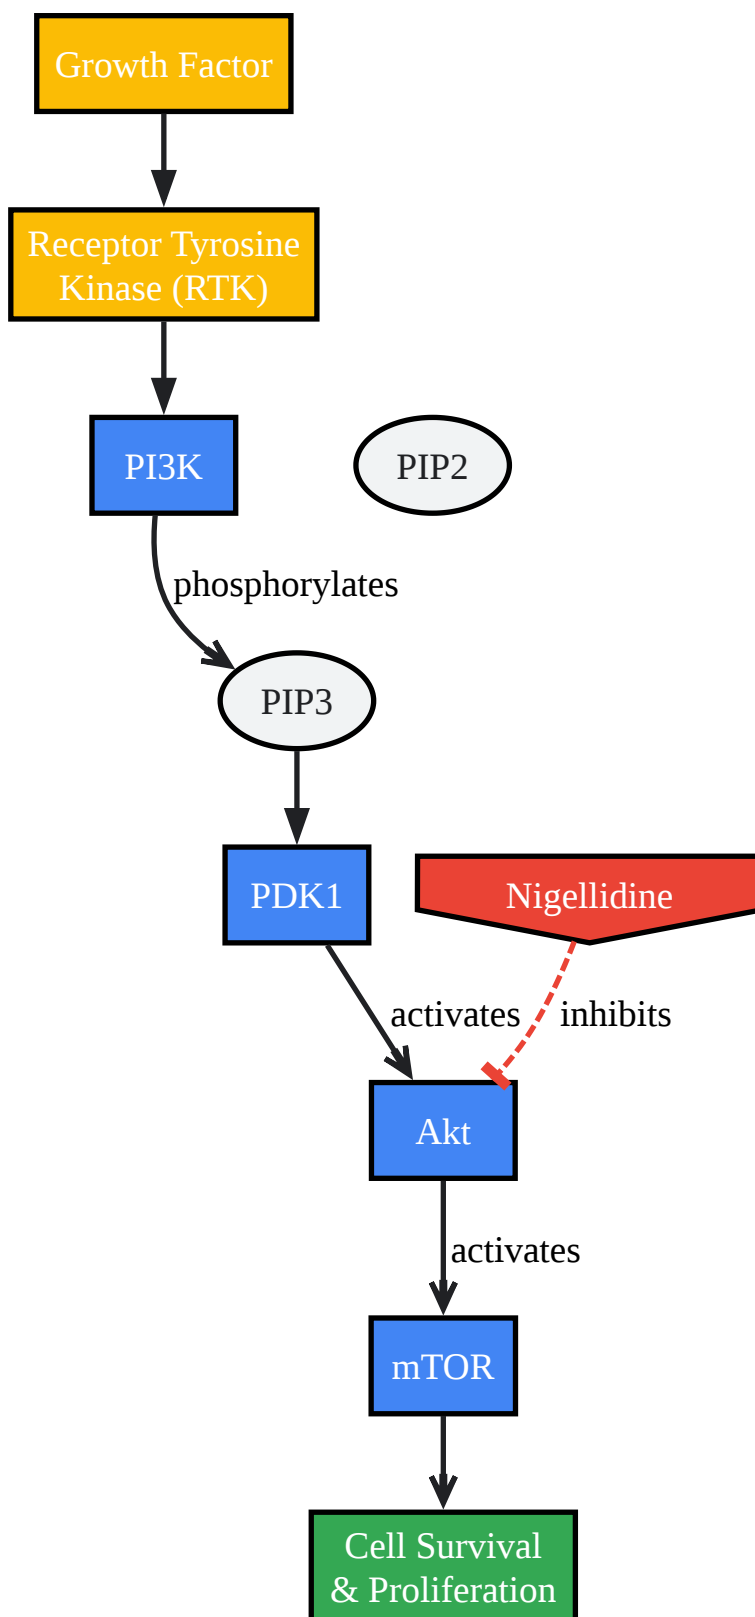 Growth Factor
Receptor Tyrosine
Kinase (RTK)
PI3K
PIP2
phosphorylates
PIP3
PDK1
Nigellidine
activates
inhibits
Akt
activates
mTOR
Cell Survival
& Proliferation